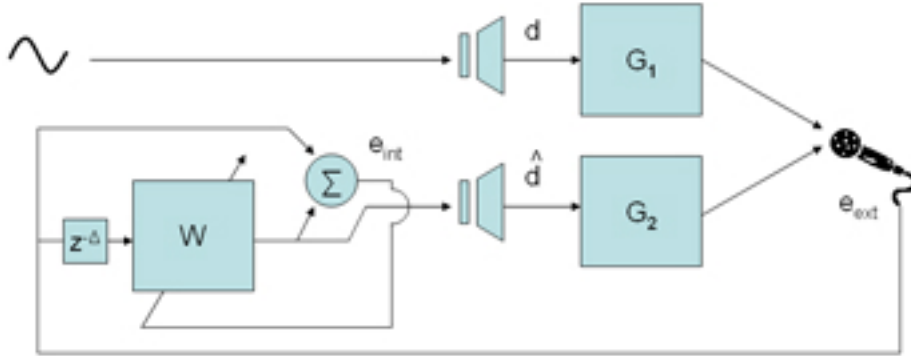 d
G₁
e_int
Σ
^
d
W
z^-Δ
G₂
e_ext